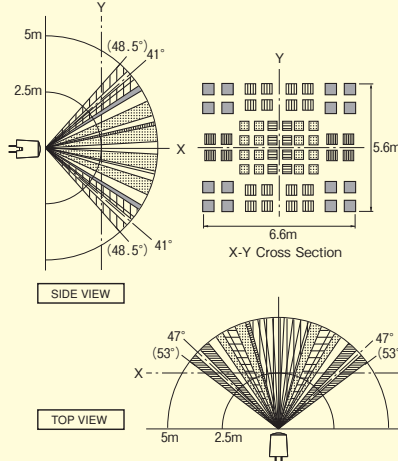 Y
5m
(48.5°)
41°
2.5m
X
41°
(48.5°)
SIDE VIEW
Y
5.6m
6.6m
X-Y Cross Section
47°
(53°)
47°
(53°)
X
TOP VIEW
5m
2.5m